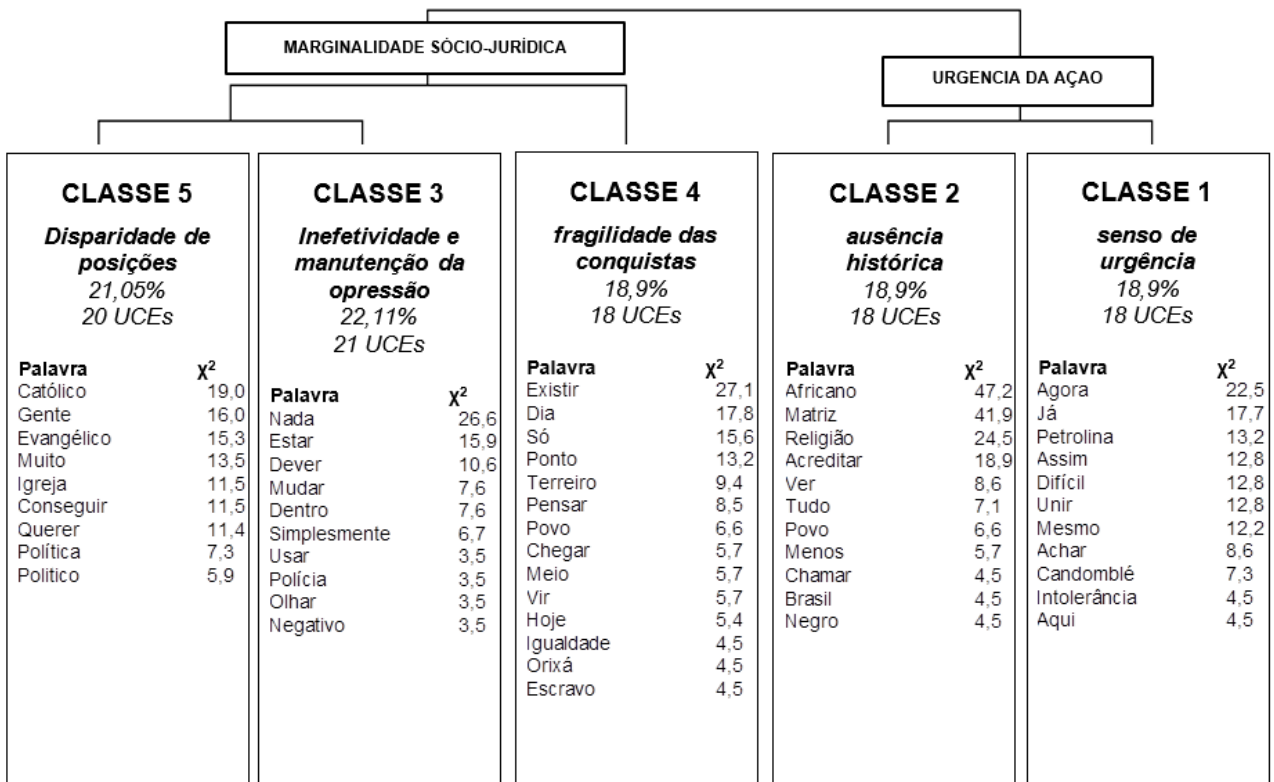 MARGINALIDADE SÓCIO-JURÍDICA
URGENCIA DA AÇAO
CLASSE 5
Disparidade de
posições
21,05%
20 UCEs
Palavra χ²
Católico 19,0
Gente 16,0
Evangélico 15,3
Muito 13,5
Igreja 11,5
Conseguir 11,5
Querer 11,4
Política 7,3
Politico 5,9
CLASSE 3
Inefetividade e
manutenção da
opressão
22,11%
21 UCEs
Palavra χ²
Nada 26,6
Estar 15,9
Dever 10,6
Mudar 7,6
Dentro 7,6
Simplesmente 6,7
Usar 3,5
Polícia 3,5
Olhar 3,5
Negativo 3,5
CLASSE 4
fragilidade das
conquistas
18,9%
18 UCEs
Palavra χ²
Existir 27,1
Dia 17,8
Só 15,6
Ponto 13,2
Terreiro 9,4
Pensar 8,5
Povo 6,6
Chegar 5,7
Meio 5,7
Vir 5,7
Hoje 5,4
Igualdade 4,5
Orixá 4,5
Escravo 4,5
CLASSE 2
ausência
histórica
18,9%
18 UCEs
Palavra χ²
Africano 47,2
Matriz 41,9
Religião 24,5
Acreditar 18,9
Ver 8,6
Tudo 7,1
Povo 6,6
Menos 5,7
Chamar 4,5
Brasil 4,5
Negro 4,5
CLASSE 1
senso de
urgência
18,9%
18 UCEs
Palavra χ²
Agora 22,5
Já 17,7
Petrolina 13,2
Assim 12,8
Difícil 12,8
Unir 12,8
Mesmo 12,2
Achar 8,6
Candomblé 7,3
Intolerância 4,5
Aqui 4,5